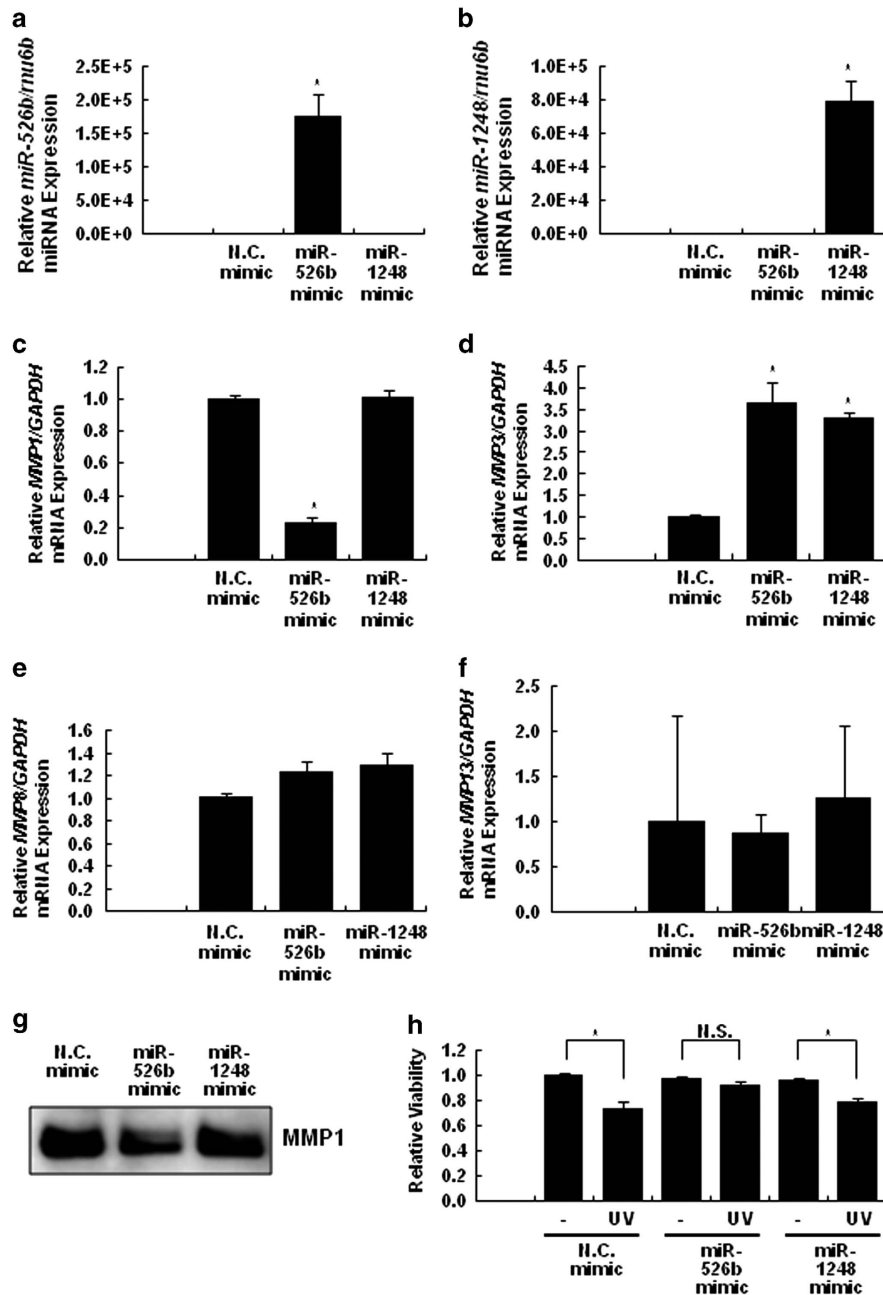 a
Relative miR-526b/rnu6b
miRNA Expression
2.5E+5
2.0E+5
1.5E+5
1.0E+5
5.0E+4
0.0E+0
*
N.C.
mimic
miR-
526b
mimic
miR-
1248
mimic
b
Relative miR-1248/rnu6b
miRNA Expression
1.0E+5
8.0E+4
6.0E+4
4.0E+4
2.0E+4
0.0E+0
*
N.C.
mimic
miR-
526b
mimic
miR-
1248
mimic
c
Relative MMP1/GAPDH
mRNA Expression
1.2
1.0
0.8
0.6
0.4
0.2
0.0
*
N.C.
mimic
miR-
526b
mimic
miR-
1248
mimic
d
Relative MMP3/GAPDH
mRNA Expression
4.5
4.0
3.5
3.0
2.5
2.0
1.5
1.0
0.5
0.0
*
*
N.C.
mimic
miR-
526b
mimic
miR-
1248
mimic
e
Relative MMP8/GAPDH
mRNA Expression
1.6
1.4
1.2
1.0
0.8
0.6
0.4
0.2
0.0
N.C.
mimic
miR-
526b
mimic
miR-1248
mimic
f
Relative MMP13/GAPDH
mRNA Expression
2.5
2.0
1.5
1.0
0.5
0.0
N.C.
mimic
miR-526b
mimic
miR-1248
mimic
g
N.C.
mimic
miR-
526b
mimic
miR-
1248
mimic
MMP1
h
Relative Viability
1.2
1.0
0.8
0.6
0.4
0.2
0.0
*
N.S.
*
- UV - UV - UV
N.C.
mimic
miR-
526b
mimic
miR-
1248
mimic